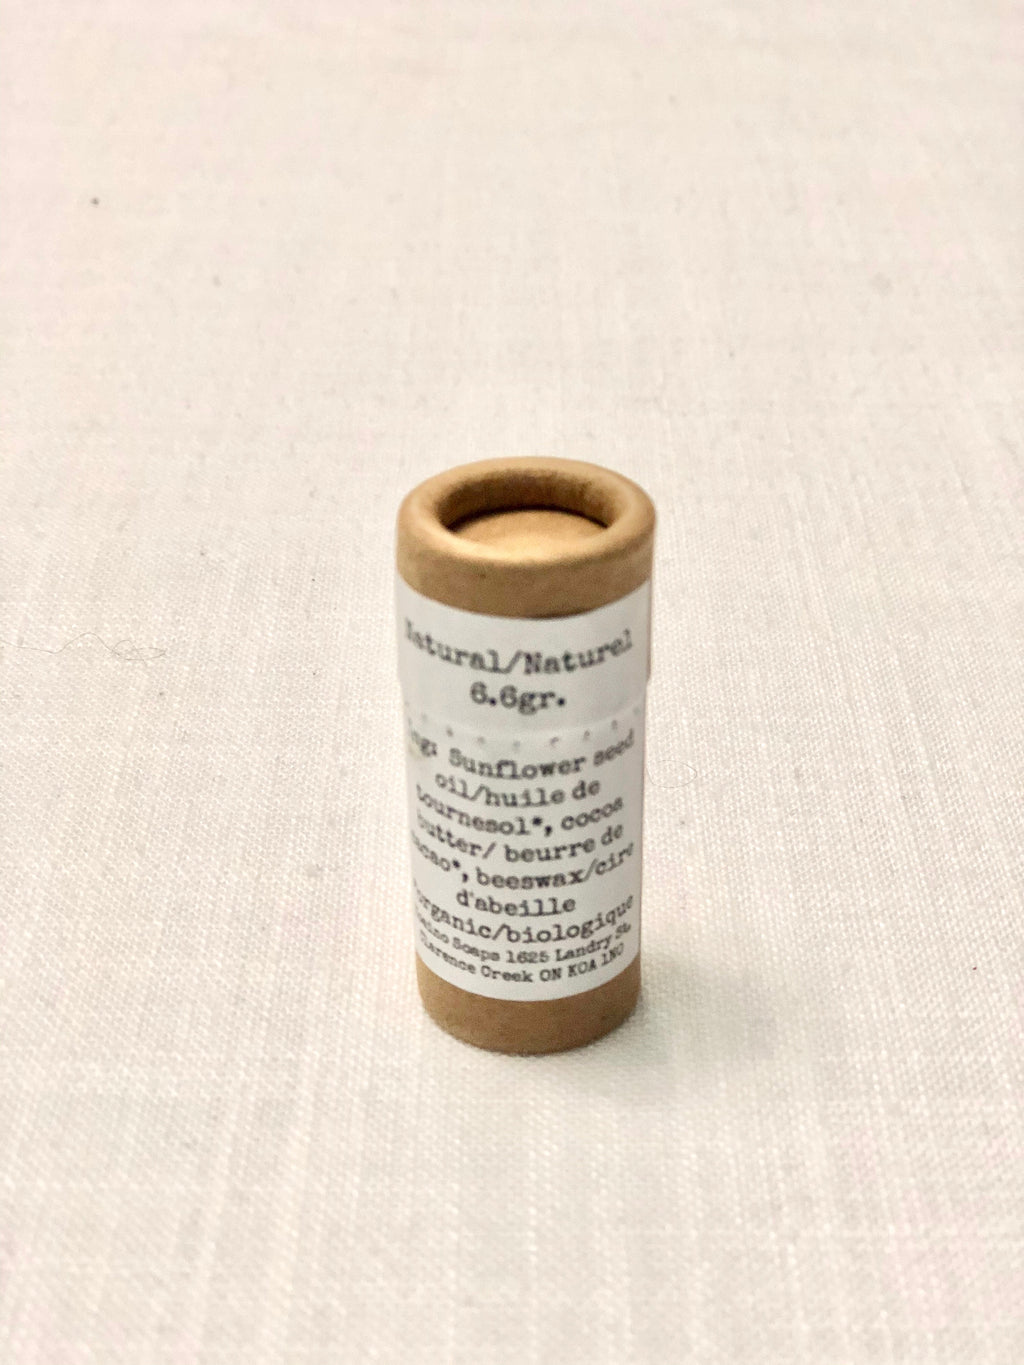 Natural/Naturel
6.6gr.
ing: Sunflower seed
oil/huile de
tournesol*, cocoa
butter/ beurre de
cacao*, beeswax/cire
d'abeille
organic/biologique
Soaps 1625 Landry St.
Clarence Creek ON K0A 1N0